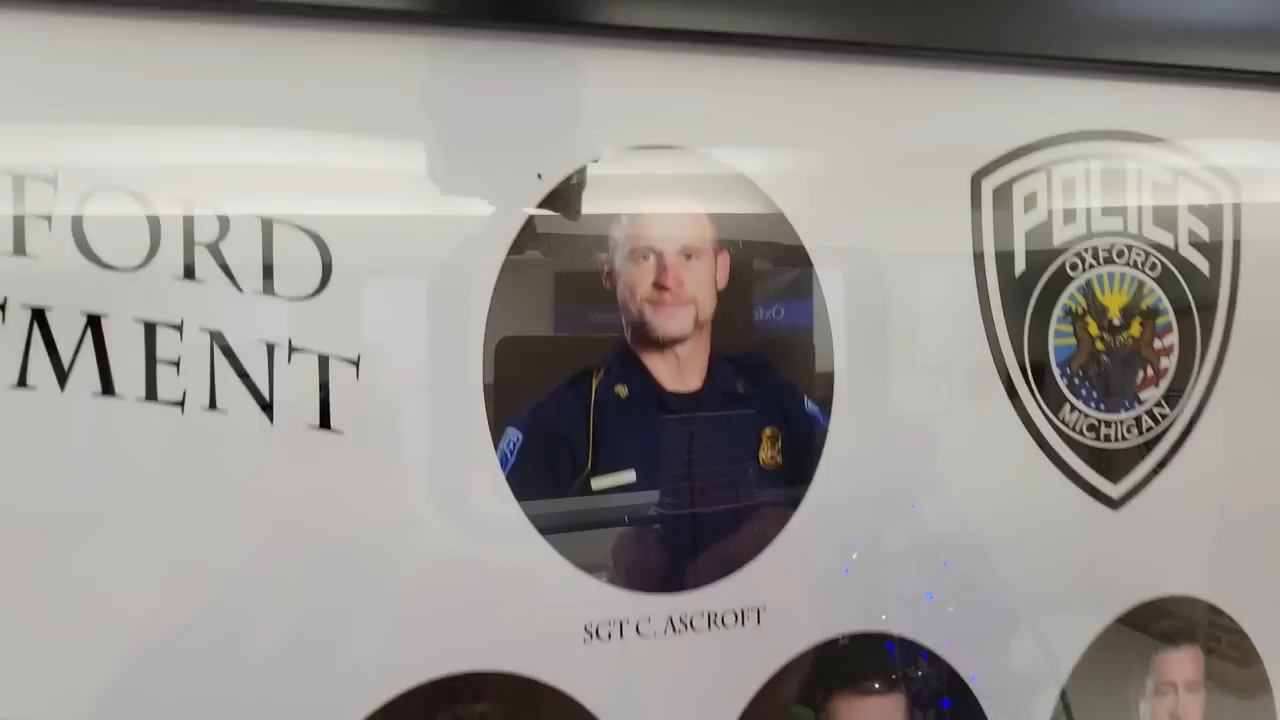 FORD
TMENT
POLICE
OXFORD
MICHIGAN
SGT C. ASCROFT